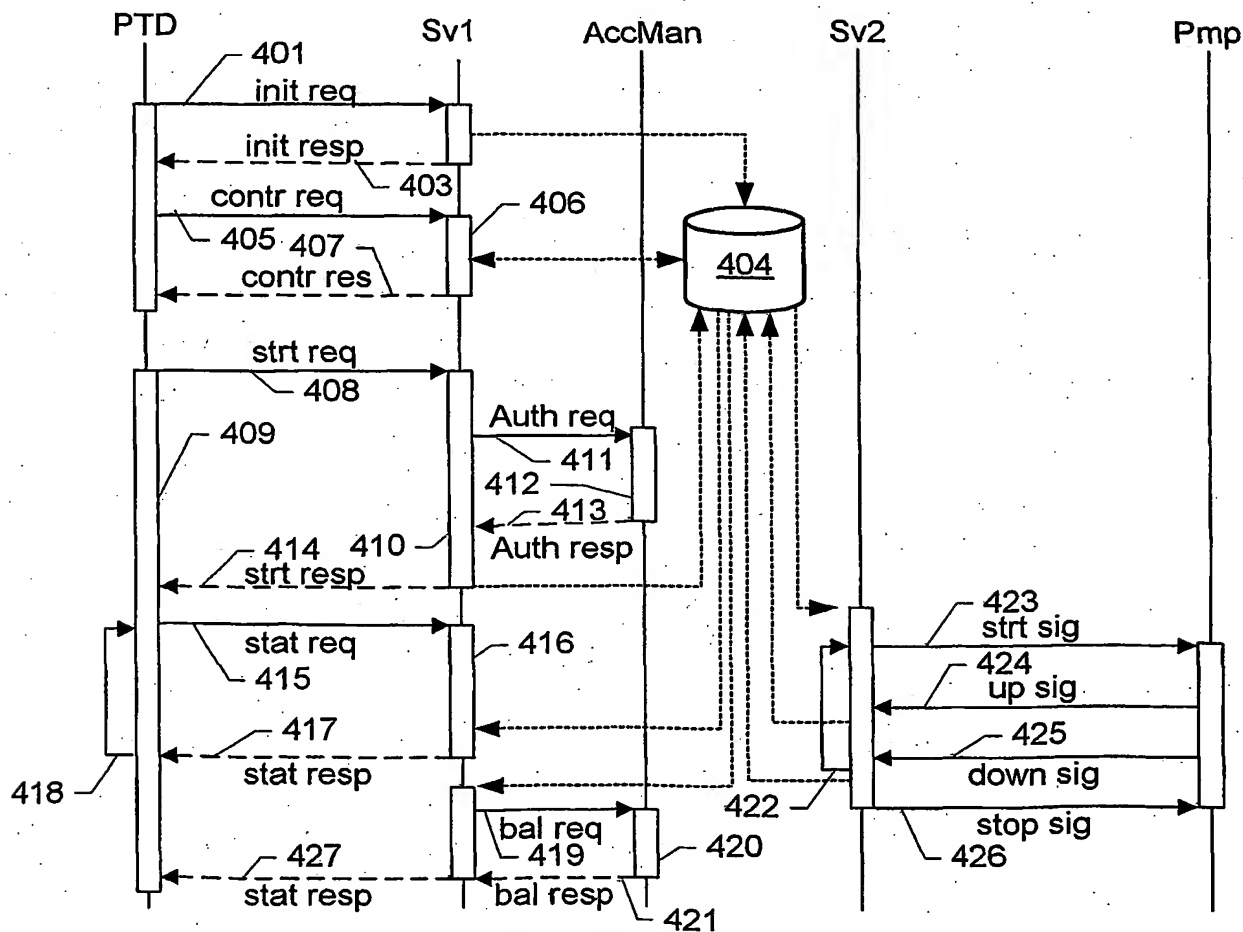 PTD Sv1 AccMan Sv2 Pmp
401
init req
init resp
403
contr req
406
405 407
404
contr res
strt req
408
409
Auth req
411
412
413
410
Auth resp
414
strt resp
423
strt sig
stat req
416
415
424
up sig
417
425
stat resp
down sig
418
422
bal req
stop sig
419
420
427
426
stat resp
bal resp
421